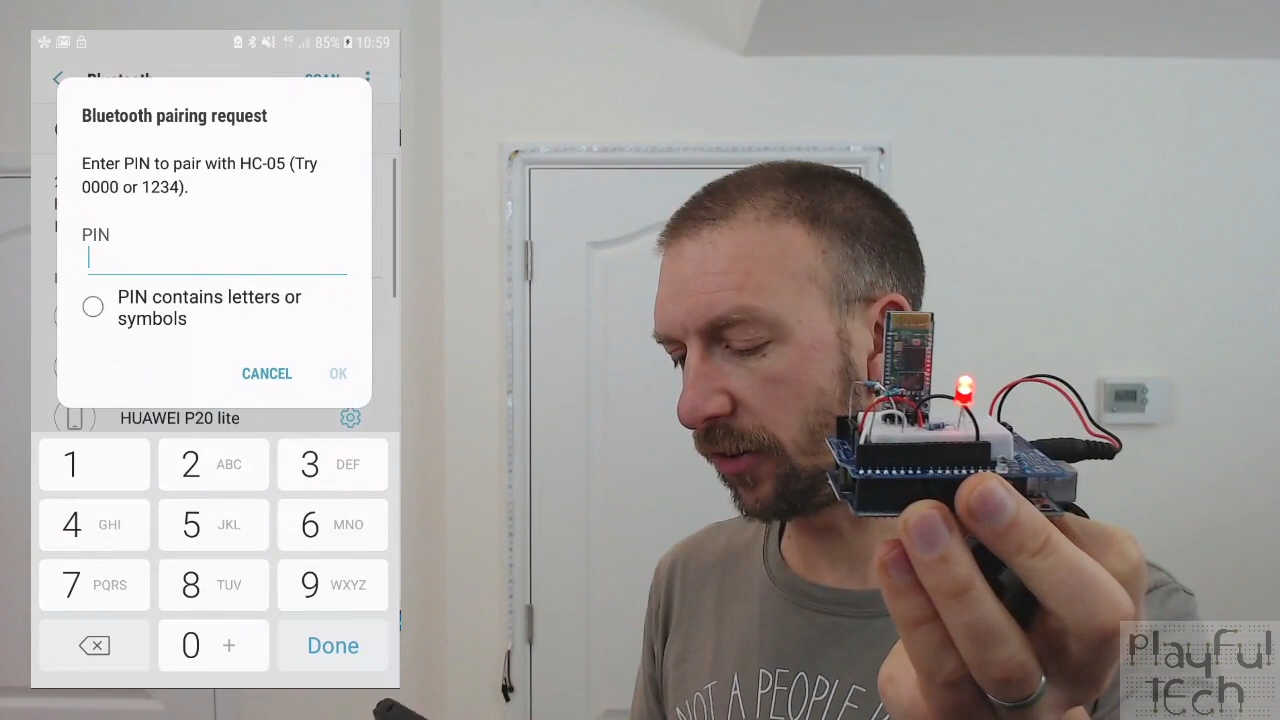 85% 10:59
Bluetooth SCAN
Bluetooth pairing request
Enter PIN to pair with HC-05 (Try
0000 or 1234).
PIN
PIN contains letters or
symbols
CANCEL OK
HUAWEI P20 lite
1 2 ABC 3 DEF
4 GHI 5 JKL 6 MNO
7 PQRS 8 TUV 9 WXYZ
0 + Done
NOT A PEOPLE
playful
tech